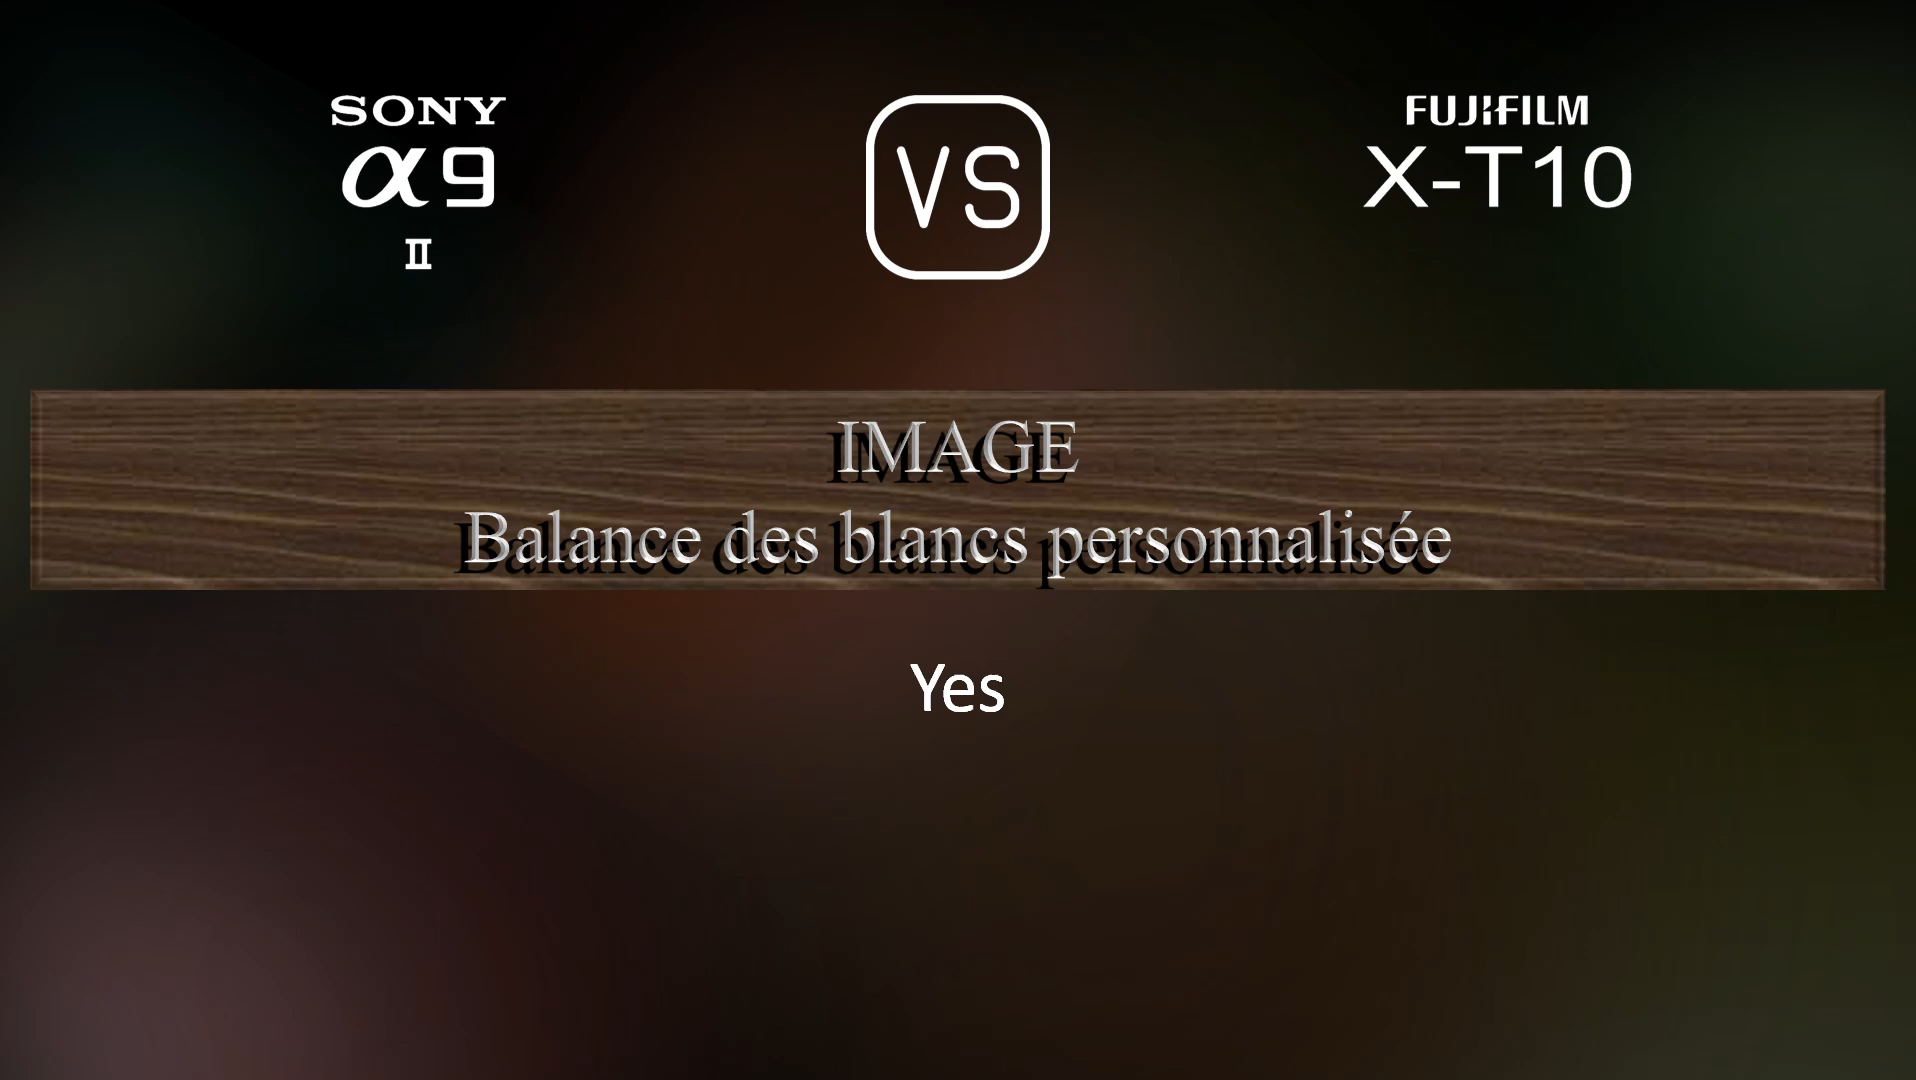 SONY
α9
II
VS
FUJIFILM
X-T10
IMAGE
Balance des blancs personnalisée
Yes